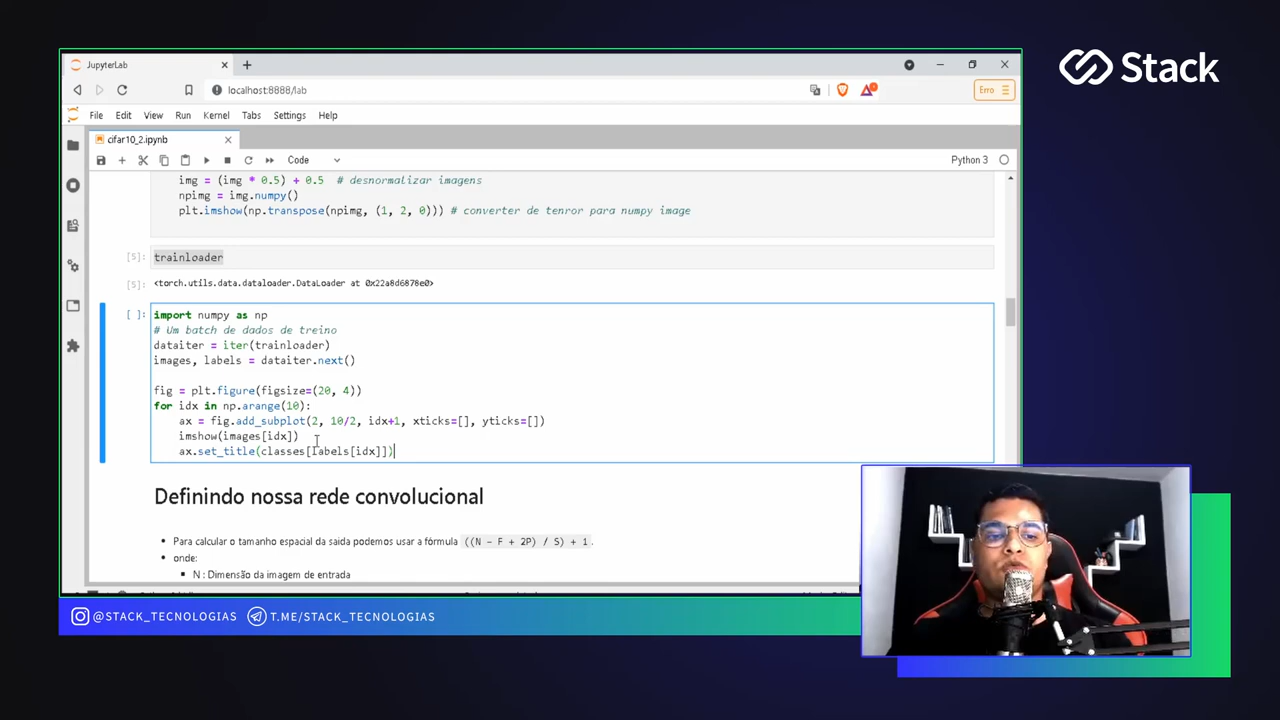 Stack
JupyterLab
localhost:8888/lab
Erro
File Edit View Run Kernel Tabs Settings Help
cifar10_2.ipynb
Code
Python 3
img = (img * 0.5) + 0.5 # desnormalizar imagens
npimg = img.numpy()
plt.imshow(np.transpose(npimg, (1, 2, 0))) # converter de tenror para numpy image
[5]: trainloader
[5]: <torch.utils.data.dataloader.DataLoader at 0x22a8d6878e0>
[ ]: import numpy as np
# Um batch de dados de treino
dataiter = iter(trainloader)
images, labels = dataiter.next()
fig = plt.figure(figsize=(20, 4))
for idx in np.arange(10):
ax = fig.add_subplot(2, 10/2, idx+1, xticks=[], yticks=[])
imshow(images[idx])
ax.set_title(classes[labels[idx]])
Definindo nossa rede convolucional
• Para calcular o tamanho espacial da saida podemos usar a fórmula ((N − F + 2P) / S) + 1.
• onde:
▪ N : Dimensão da imagem de entrada
@STACK_TECNOLOGIAS T.ME/STACK_TECNOLOGIAS